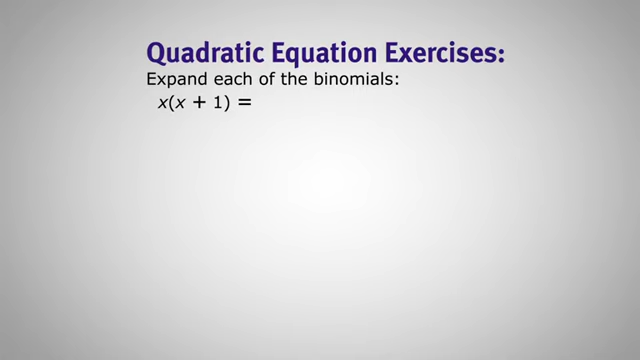 Quadratic Equation Exercises:
Expand each of the binomials:
x(x + 1) =